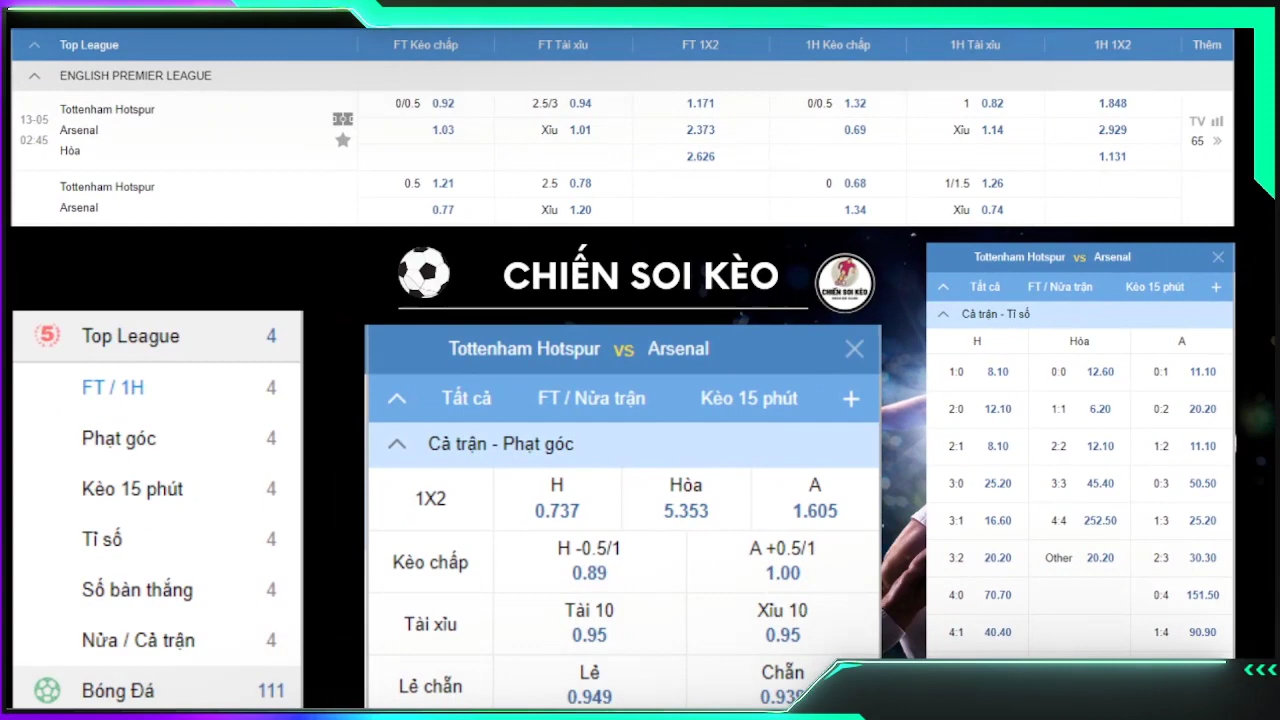 Top League FT Kèo chấp FT Tài xỉu FT 1X2 1H Kèo chấp 1H Tài xỉu 1H 1X2 Thêm
ENGLISH PREMIER LEAGUE
13-05
02:45
Tottenham Hotspur 0/0.5 0.92 2.5/3 0.94 1.171 0/0.5 1.32 1 0.82 1.848
Arsenal 1.03 Xỉu 1.01 2.373 0.69 Xỉu 1.14 2.929
Hòa 2.626 1.131
TV
65 »
Tottenham Hotspur 0.5 1.21 2.5 0.78 0 0.68 1/1.5 1.26
Arsenal 0.77 Xỉu 1.20 1.34 Xỉu 0.74
CHIẾN SOI KÈO
CHIẾN SOI KÈO
5 Top League 4
FT / 1H 4
Phạt góc 4
Kèo 15 phút 4
Tỉ số 4
Số bàn thắng 4
Nửa / Cả trận 4
Bóng Đá 111
Tottenham Hotspur vs Arsenal
Tất cả FT / Nửa trận Kèo 15 phút +
Cả trận - Phạt góc
1X2 H Hòa A
0.737 5.353 1.605
Kèo chấp H -0.5/1 A +0.5/1
0.89 1.00
Tài xỉu Tài 10 Xỉu 10
0.95 0.95
Lẻ chẵn Lẻ Chẵn
0.949
Tottenham Hotspur vs Arsenal
Tất cả FT / Nửa trận Kèo 15 phút +
Cả trận - Tỉ số
H Hòa A
1:0 8.10 0:0 12.60 0:1 11.10
2:0 12.10 1:1 6.20 0:2 20.20
2:1 8.10 2:2 12.10 1:2 11.10
3:0 25.20 3:3 45.40 0:3 50.50
3:1 16.60 4:4 252.50 1:3 25.20
3:2 20.20 Other 20.20 2:3 30.30
4:0 70.70 0:4 151.50
4:1 40.40 1:4 90.90